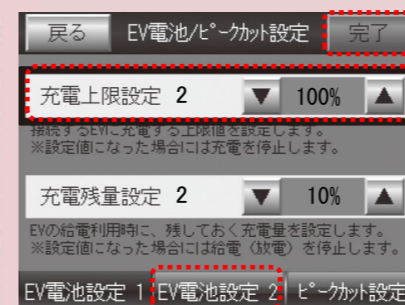 戻る EV電池/ﾋﾟｰｸｶｯﾄ設定 完了
充電上限設定 2 ▼ 100% ▲
接続するEVに充電する上限値を設定します。
※設定値になった場合には充電を停止します。
充電残量設定 2 ▼ 10% ▲
EVの給電利用時に、残しておく充電量を設定します。
※設定値になった場合には給電（放電）を停止します。
EV電池設定 1 EV電池設定 2 ﾋﾟｰｸｶｯﾄ設定